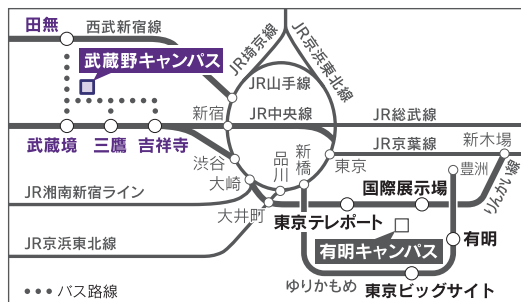 田無
西武新宿線
武蔵野キャンパス
JR埼京線
JR京浜東北線
JR山手線
新宿
JR中央線
JR総武線
武蔵境
三鷹
吉祥寺
渋谷
品川
新橋
東京
JR京葉線
新木場
大崎
豊洲
りんかい線
JR湘南新宿ライン
大井町
国際展示場
東京テレポート
JR京浜東北線
有明キャンパス
有明
ゆりかもめ
東京ビッグサイト
バス路線